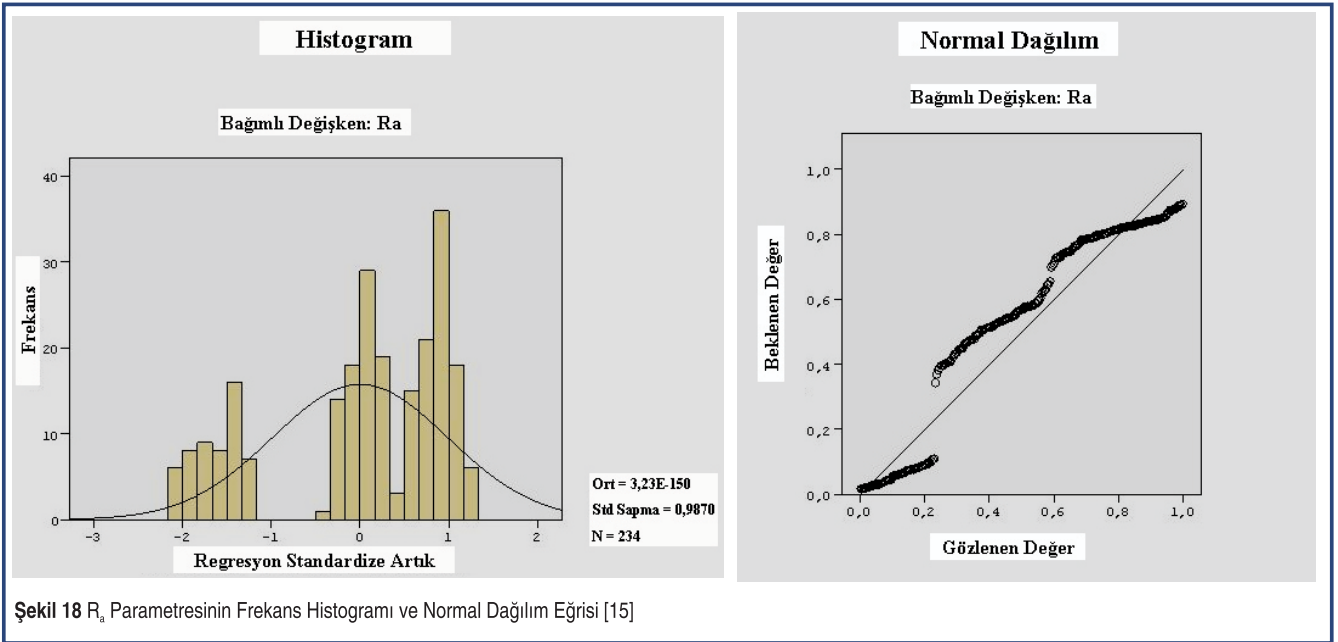 Histogram
Bağımlı Değişken: Ra
Frekans
40
30
20
10
0
-3
-2
-1
0
1
2
Regresyon Standardize Artık
Ort = 3,23E-150
Std Sapma = 0,9870
N = 234
Normal Dağılım
Bağımlı Değişken: Ra
Beklenen Değer
1,0
0,8
0,6
0,4
0,2
0,0
0,0
0,2
0,4
0,6
0,8
1,0
Gözlenen Değer
Şekil 18 Ra Parametresinin Frekans Histogramı ve Normal Dağılım Eğrisi [15]